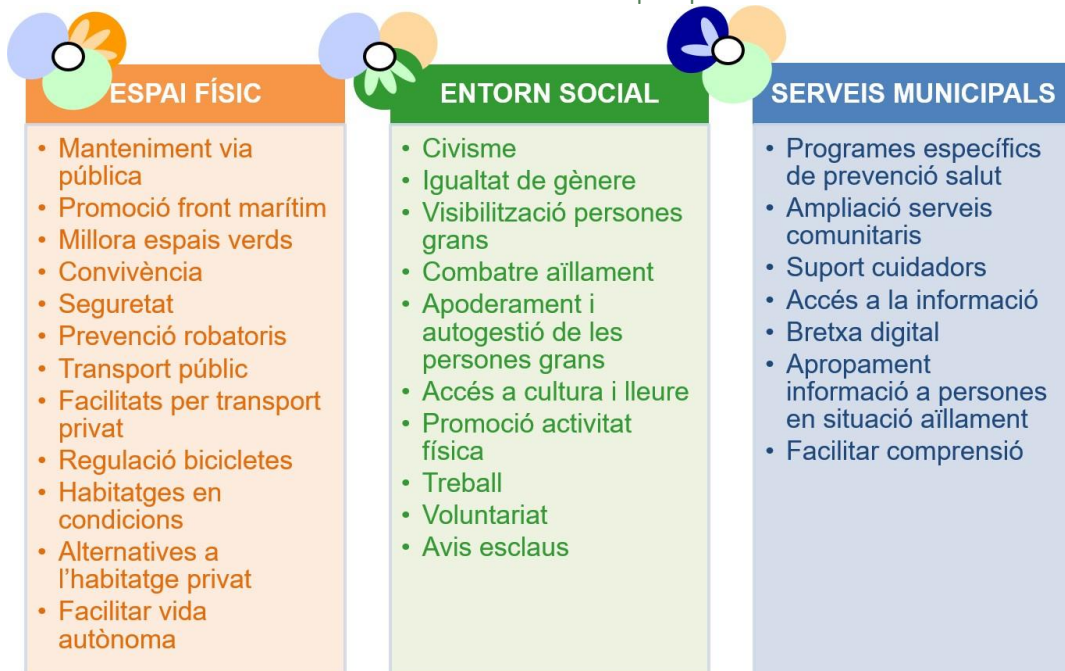 ESPAI FÍSIC
• Manteniment via
pública
• Promoció front marítim
• Millora espais verds
• Convivència
• Seguretat
• Prevenció robatoris
• Transport públic
• Facilitats per transport
privat
• Regulació bicicletes
• Habitatges en
condicions
• Alternatives a
l’habitatge privat
• Facilitar vida
autònoma
ENTORN SOCIAL
• Civisme
• Igualtat de gènere
• Visibilització persones
grans
• Combatre aïllament
• Apoderament i
autogestió de les
persones grans
• Accés a cultura i lleure
• Promoció activitat
física
• Treball
• Voluntariat
• Avis esclaus
SERVEIS MUNICIPALS
• Programes específics
de prevenció salut
• Ampliació serveis
comunitaris
• Suport cuidadors
• Accés a la informació
• Bretxa digital
• Apropament
informació a persones
en situació aïllament
• Facilitar comprensió